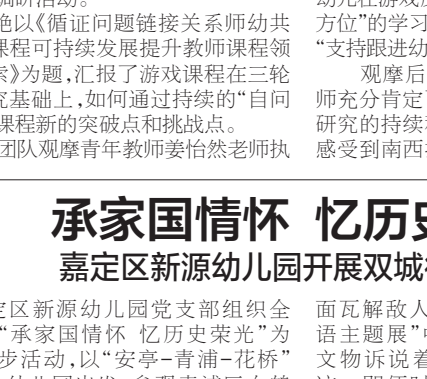 调研活动。
艳以《循证问题链接关系师幼共
课程可持续发展提升教师课程领
索》为题,汇报了游戏课程在三轮
究基础上,如何通过持续的“自问
课程新的突破点和挑战点。
团队观摩青年教师姜怡然老师执
幼儿在游戏
方位”的学习
“支持跟进幼
观摩后
师充分肯定
研究的持续
感受到南西
承家国情怀 忆历史
嘉定区新源幼儿园开展双城
定区新源幼儿园党支部组织全
“承家国情怀 忆历史荣光”为
步活动,以“安亭-青浦-花桥”
面瓦解敌人
语主题展”
文物诉说着